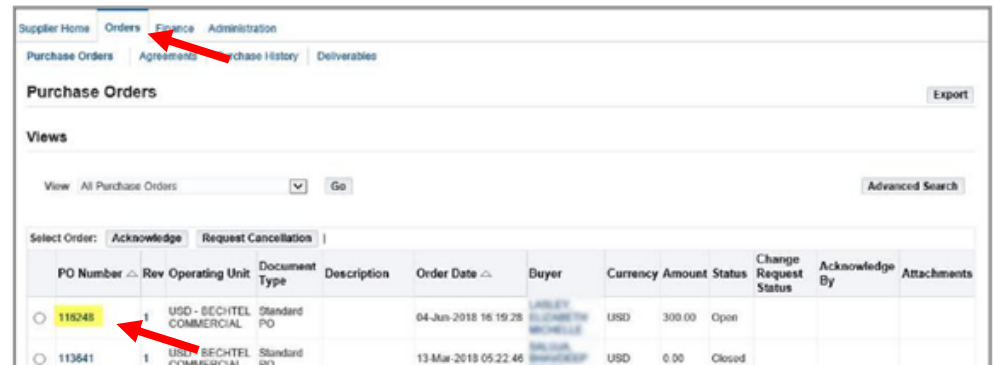 Supplier Home Orders Finance Administration
Purchase Orders Agreements Purchase History Deliverables
Purchase Orders
Export
Views
View All Purchase Orders Go Advanced Search
Select Order: Acknowledge Request Cancellation |
PO Number Rev Operating Unit Document Type Description Order Date Buyer Currency Amount Status Change Request Status Acknowledge By Attachments
116248 1 USD - BECHTEL COMMERCIAL Standard PO 04-Jun-2018 16:19:28 USD 300.00 Open
113641 1 USD - BECHTEL COMMERCIAL Standard PO 13-Mar-2018 05:22:46 USD 0.00 Closed